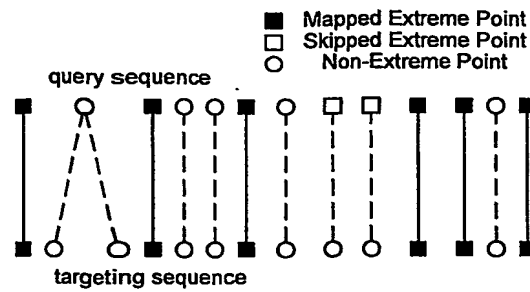 Mapped Extreme Point
Skipped Extreme Point
Non-Extreme Point
query sequence
targeting sequence